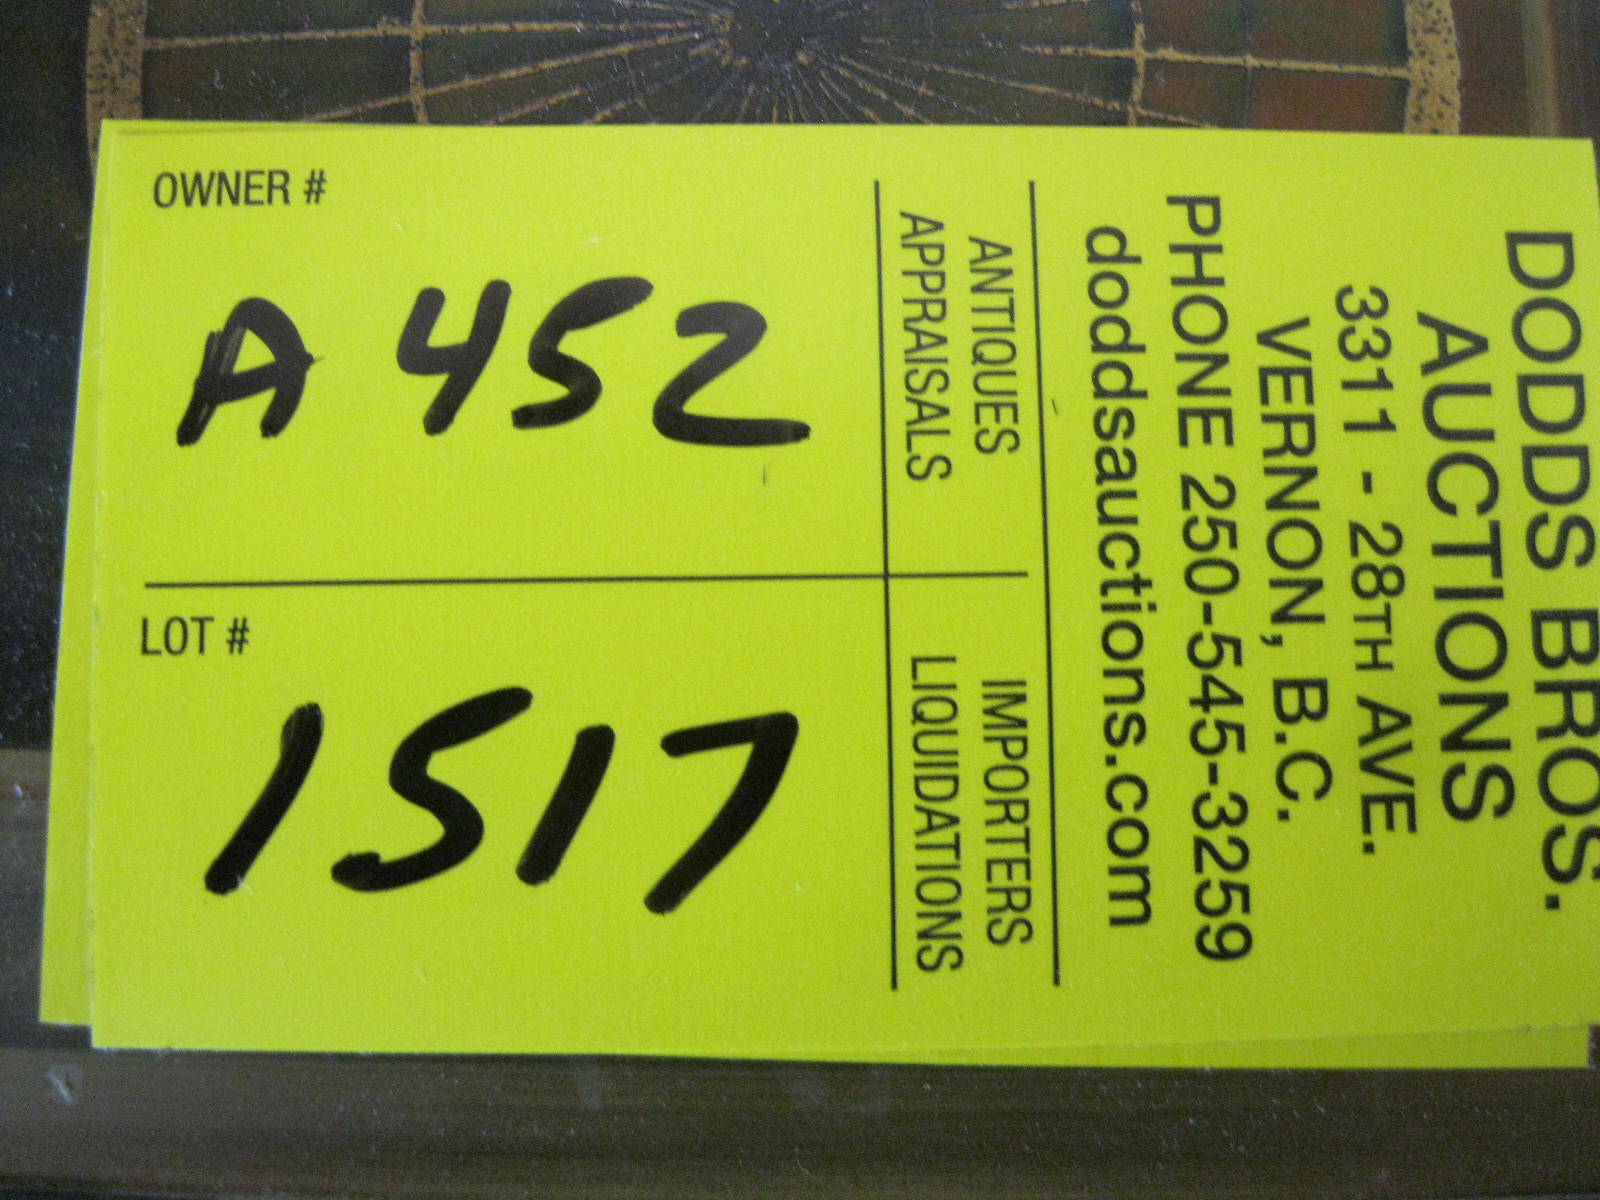 DODDS BROS.
AUCTIONS
3311 - 28TH AVE.
VERNON, B.C.
PHONE 250-545-3259
doddsauctions.com
ANTIQUES
APPRAISALS
IMPORTERS
LIQUIDATIONS
OWNER #
A 452
LOT #
1517